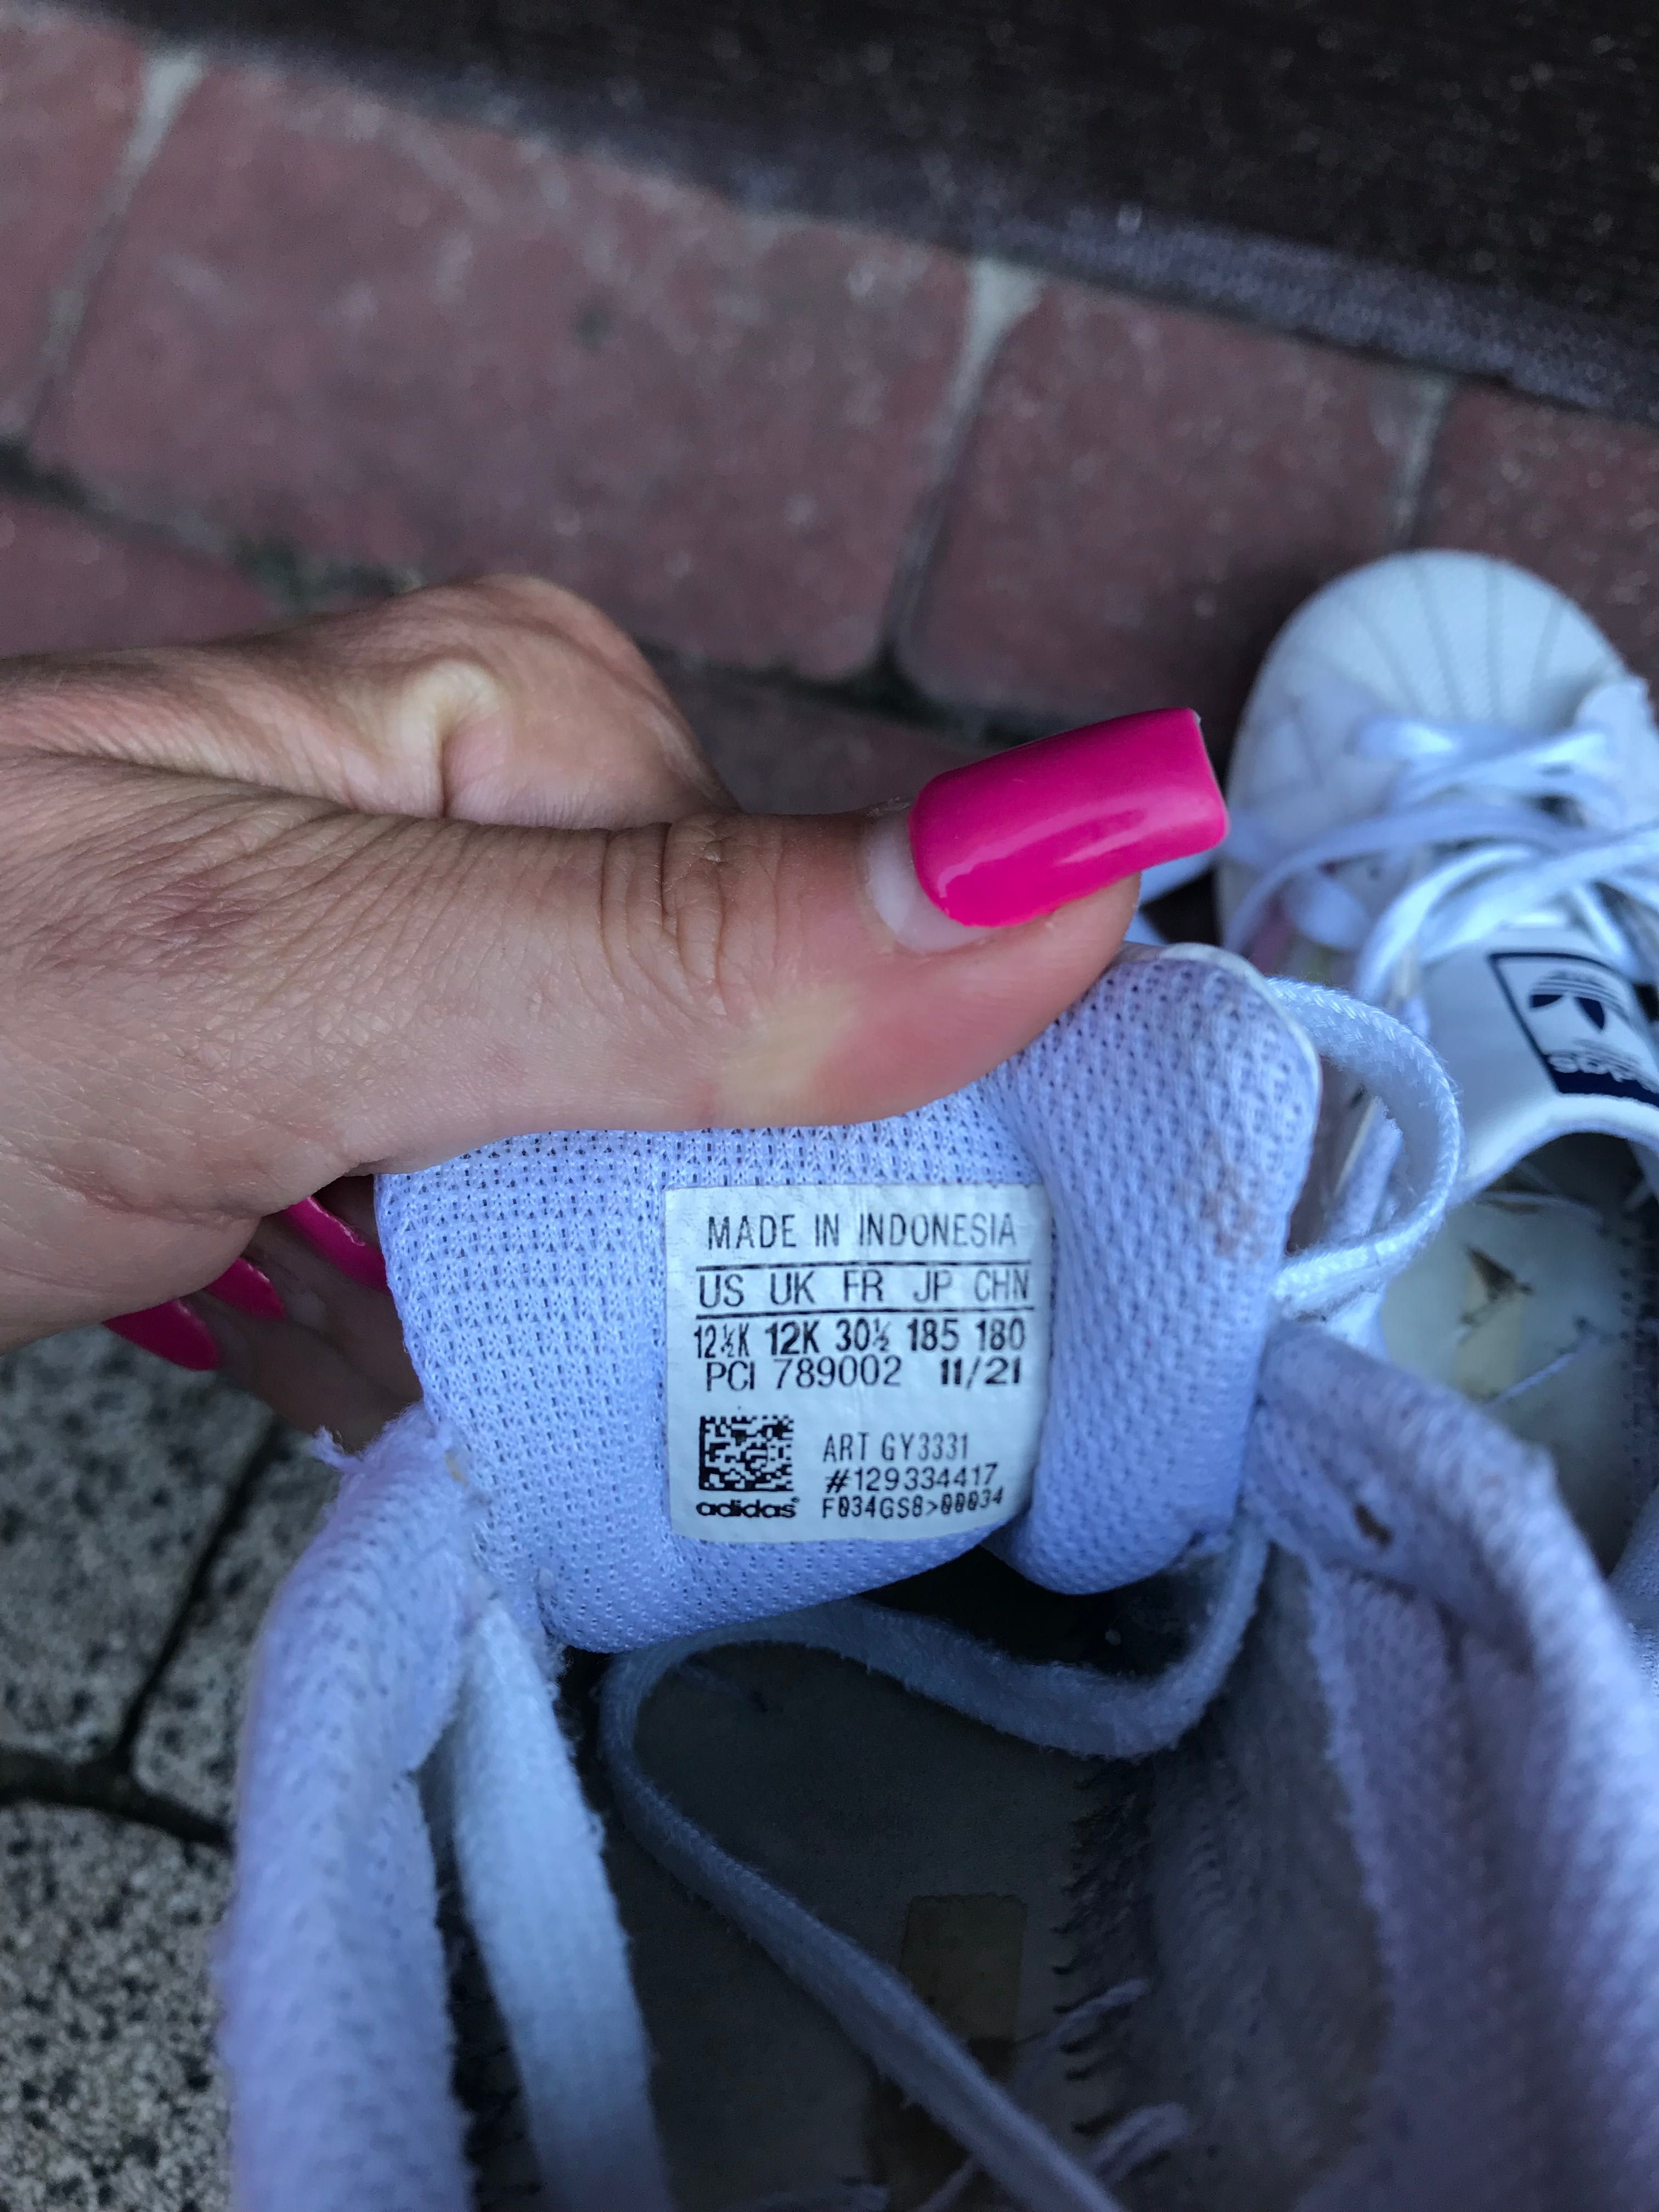 MADE IN INDONESIA
US UK FR JP CHN
12½K 12K 30½ 185 180
PCI 789002 11/21
ART GY3331
#129334417
F034GS8>00034
adidas
adidas